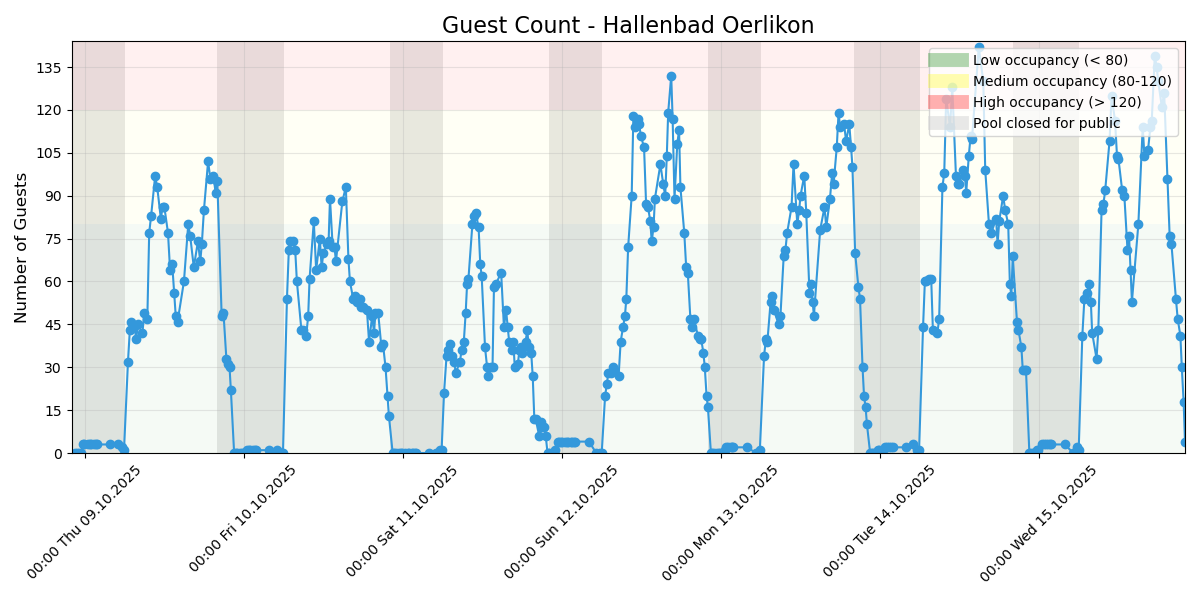 Guest Count - Hallenbad Oerlikon
Number of Guests
135
120
105
90
75
60
45
30
15
0
Low occupancy (< 80)
Medium occupancy (80-120)
High occupancy (> 120)
Pool closed for public
00:00 Thu 09.10.2025
00:00 Fri 10.10.2025
00:00 Sat 11.10.2025
00:00 Sun 12.10.2025
00:00 Mon 13.10.2025
00:00 Tue 14.10.2025
00:00 Wed 15.10.2025